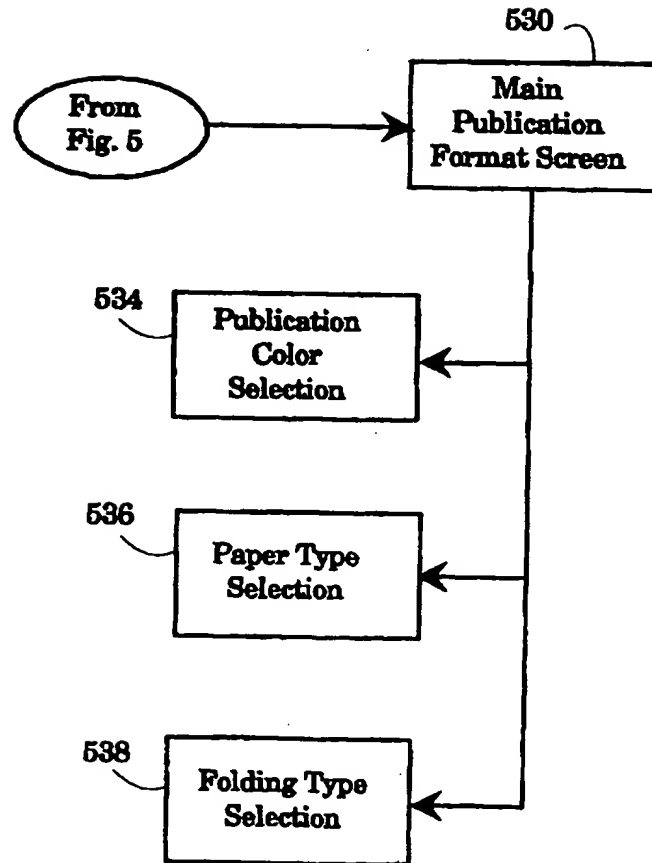 530
From
Fig. 5
Main
Publication
Format Screen
534
Publication
Color
Selection
536
Paper Type
Selection
538
Folding Type
Selection